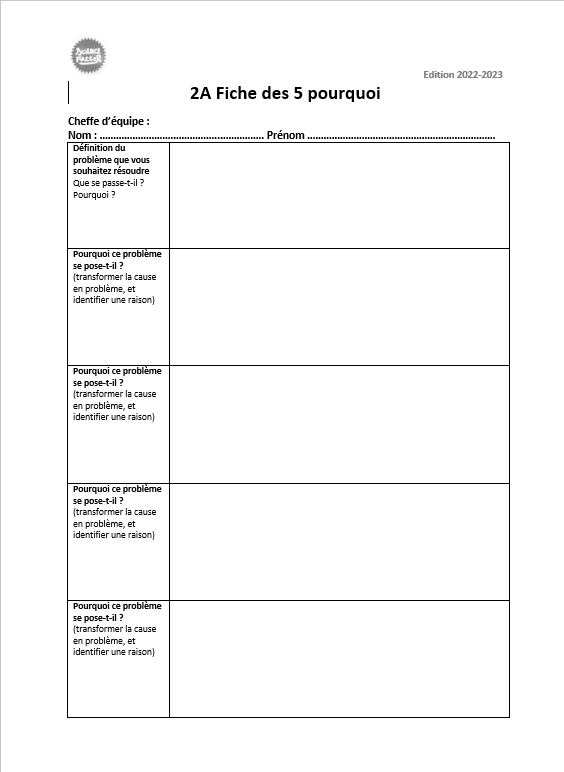 SCIENCE
FACTOR
Edition 2022-2023
2A Fiche des 5 pourquoi
Cheffe d'équipe :
Nom : ............................................................ Prénom .....................................................................
Définition du
problème que vous
souhaitez résoudre
Que se passe-t-il ?
Pourquoi ?
Pourquoi ce problème
se pose-t-il ?
(transformer la cause
en problème, et
identifier une raison)
Pourquoi ce problème
se pose-t-il ?
(transformer la cause
en problème, et
identifier une raison)
Pourquoi ce problème
se pose-t-il ?
(transformer la cause
en problème, et
identifier une raison)
Pourquoi ce problème
se pose-t-il ?
(transformer la cause
en problème, et
identifier une raison)